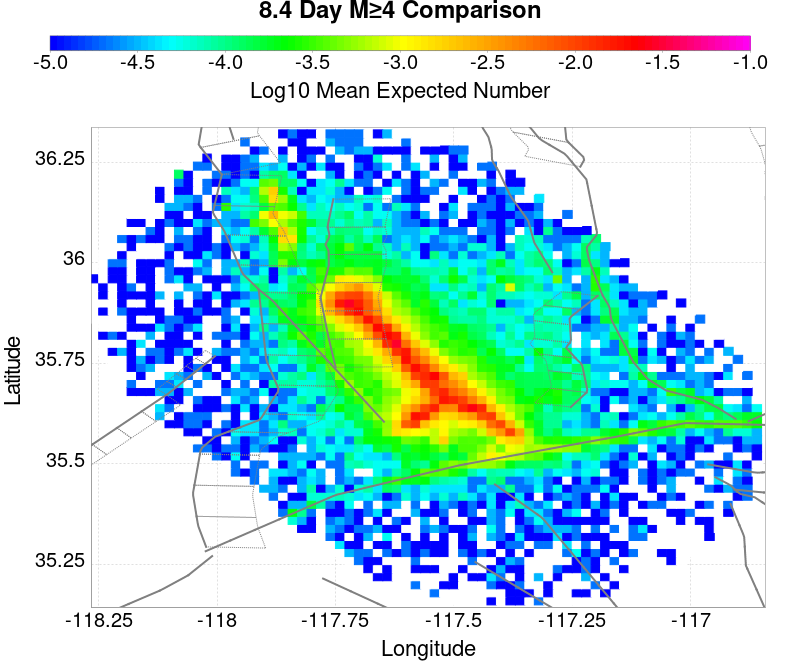 8.4 Day M≥4 Comparison
-5.0 -4.5 -4.0 -3.5 -3.0 -2.5 -2.0 -1.5 -1.0
Log10 Mean Expected Number
36.25
36
35.75
35.5
35.25
Latitude
-118.25 -118 -117.75 -117.5 -117.25 -117
Longitude